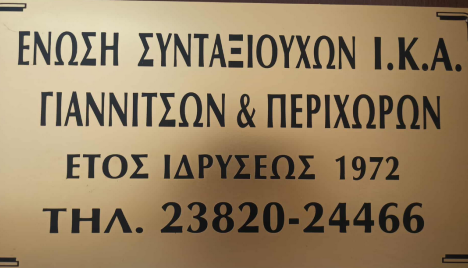 ΕΝΩΣΗ ΣΥΝΤΑΞΙΟΥΧΩΝ Ι.Κ.Α.
ΓΙΑΝΝΙΤΣΩΝ & ΠΕΡΙΧΩΡΩΝ
ΕΤΟΣ ΙΔΡΥΣΕΩΣ 1972
ΤΗΛ. 23820-24466